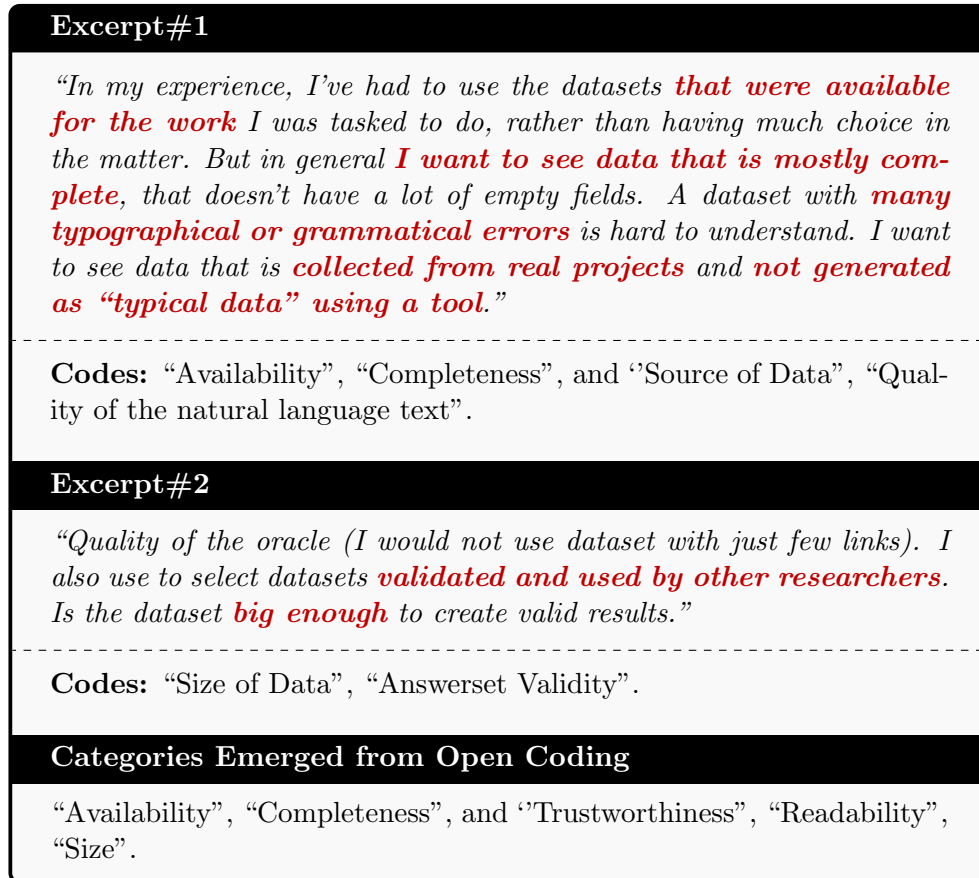 Excerpt#1
“In my experience, I've had to use the datasets that were available
for the work I was tasked to do, rather than having much choice in
the matter. But in general I want to see data that is mostly com-
plete, that doesn't have a lot of empty fields. A dataset with many
typographical or grammatical errors is hard to understand. I want
to see data that is collected from real projects and not generated
as “typical data” using a tool.”
Codes: “Availability”, “Completeness”, and ‘’Source of Data”, “Qual-
ity of the natural language text”.
Excerpt#2
“Quality of the oracle (I would not use dataset with just few links). I
also use to select datasets validated and used by other researchers.
Is the dataset big enough to create valid results.”
Codes: “Size of Data”, “Answerset Validity”.
Categories Emerged from Open Coding
“Availability”, “Completeness”, and ‘’Trustworthiness”, “Readability”,
“Size”.